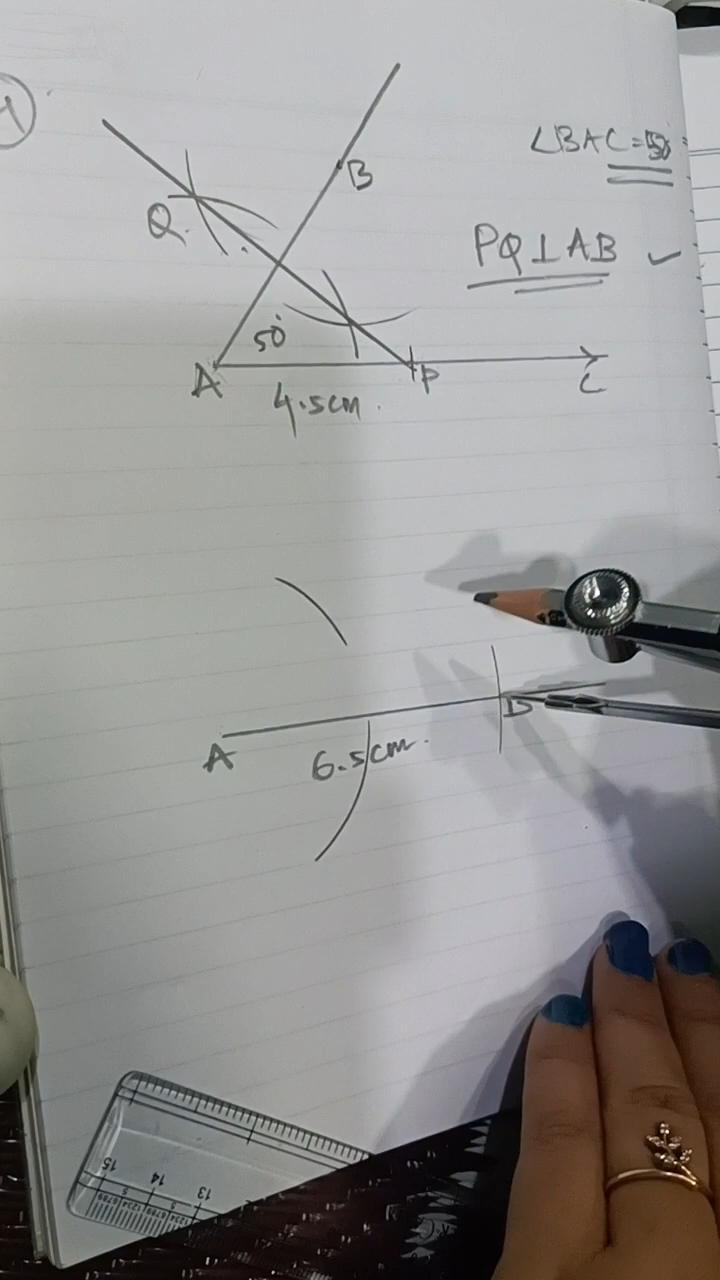 B
∠BAC=50°
Q.
PQ⊥AB ✓
50°
A
P
C
4.5cm.
A
B
6.5cm.
15 14 13